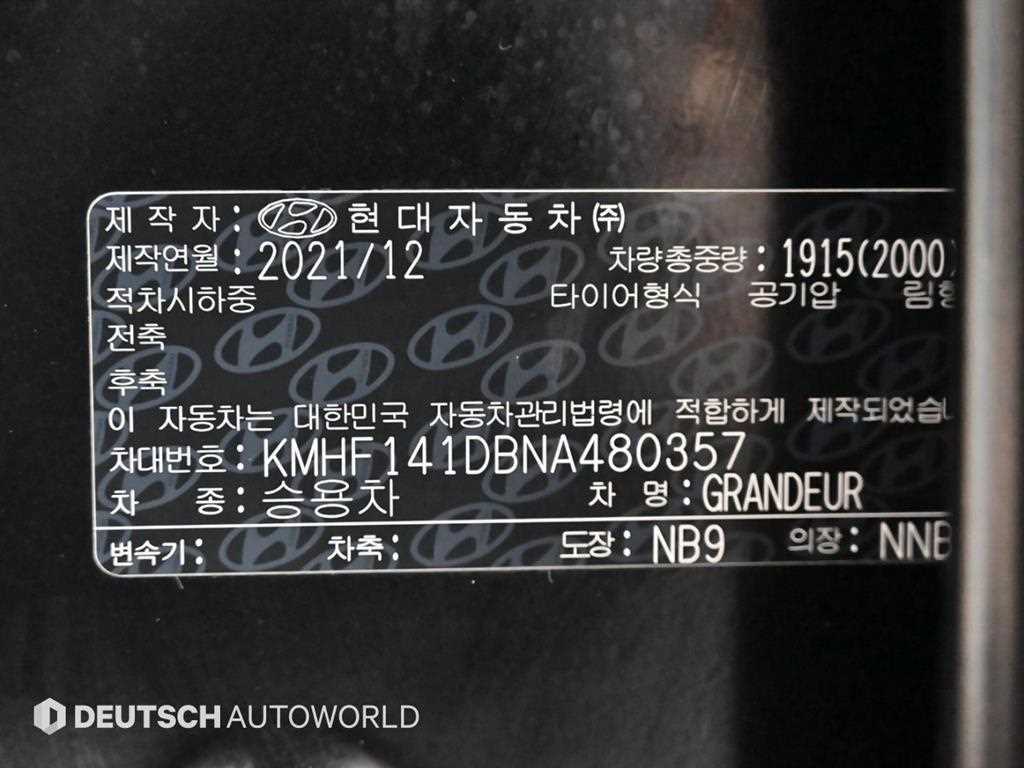 제 작 자 : 현 대 자 동 차 ㈜
제작연월 : 2021/12 차량총중량 : 1915(2000)
적차시하중 타이어형식 공기압 림형
전축
후축
이 자동차는 대한민국 자동차관리법령에 적합하게 제작되었습
차대번호 : KMHF141DBNA480357
차 종 : 승용차 차 명 : GRANDEUR
변속기 : 차축 : 도장 : NB9 의장 : NNB
DEUTSCH AUTOWORLD